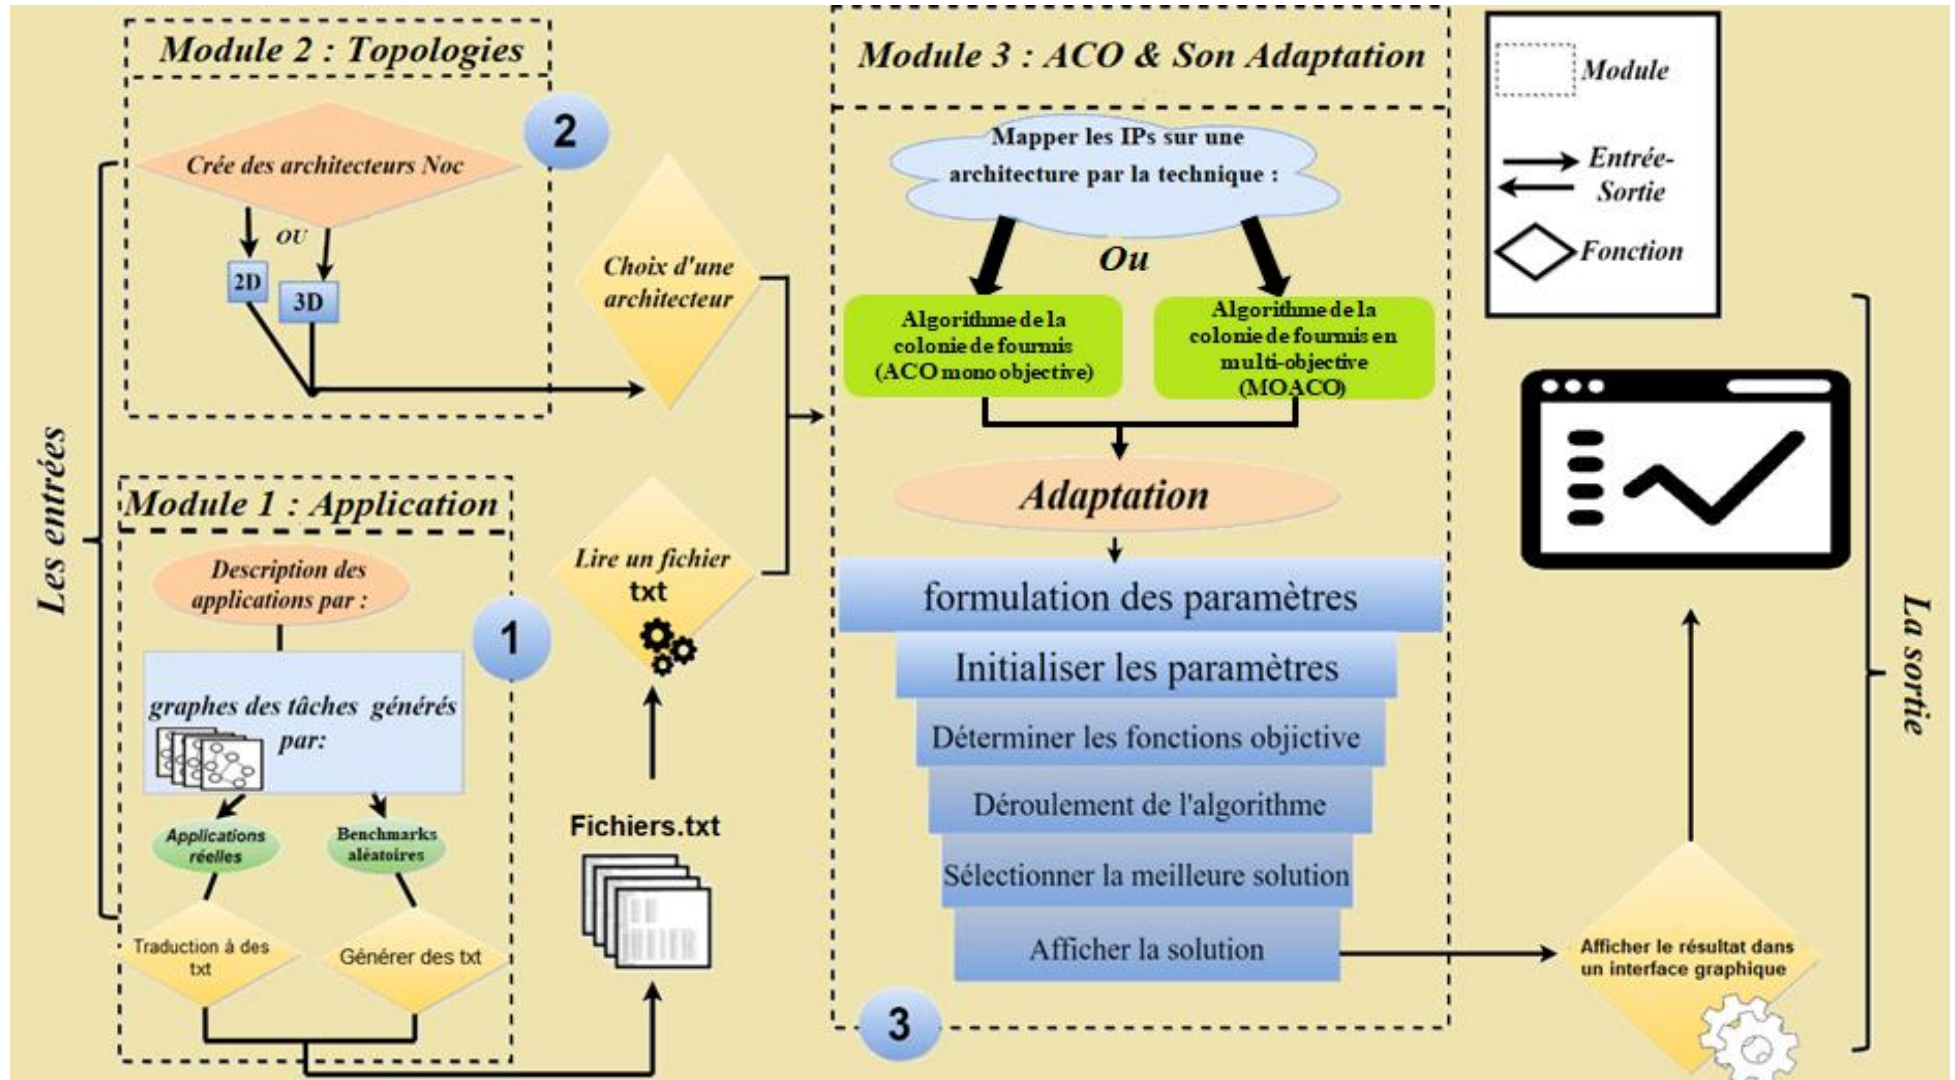 Les entrées
Module 2 : Topologies
2
Crée des architecteurs Noc
OU
2D
3D
Choix d'une
architecteur
Module 1 : Application
1
Description des
applications par :
graphes des tâches générés
par:
Applications
réelles
Benchmarks
aléatoires
Traduction à des
txt
Générer des txt
Fichiers.txt
Lire un fichier
txt
Module 3 : ACO & Son Adaptation
Mapper les IPs sur une
architecture par la technique :
Ou
Algorithme de la
colonie de fourmis
(ACO mono objective)
Algorithme de la
colonie de fourmis en
multi-objective
(MOACO)
Adaptation
formulation des paramètres
Initialiser les paramètres
Déterminer les fonctions objictive
Déroulement de l'algorithme
Sélectionner la meilleure solution
Afficher la solution
3
Module
Entrée-
Sortie
Fonction
La sortie
Afficher le résultat dans
un interface graphique